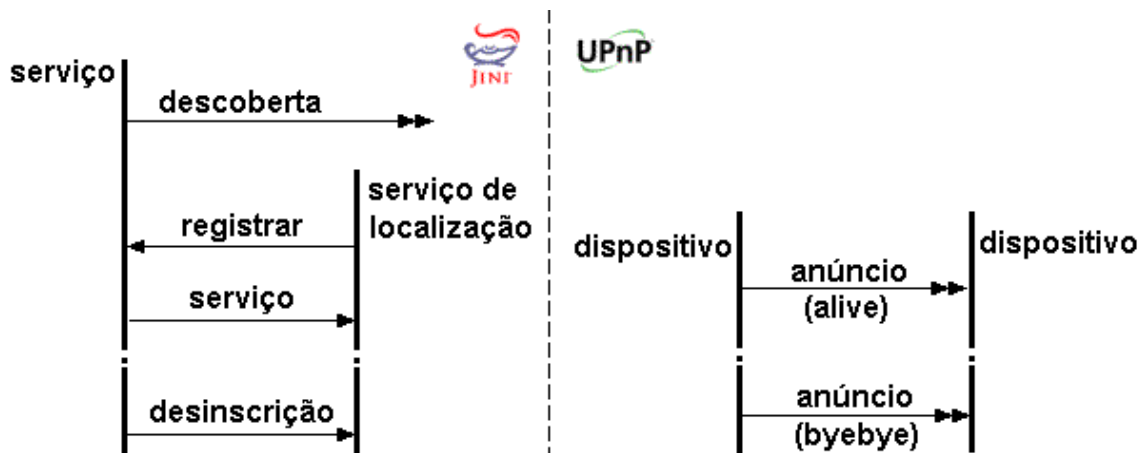 JINI
UPnP
serviço
descoberta
serviço de
localização
registrar
serviço
desinscrição
dispositivo
dispositivo
anúncio
(alive)
anúncio
(byebye)